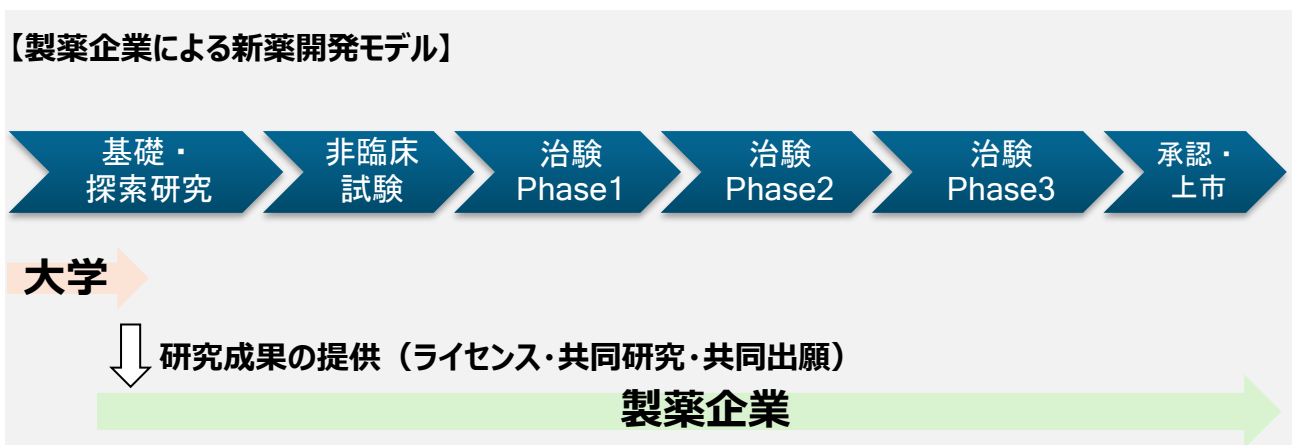 【製薬企業による新薬開発モデル】
基礎・
探索研究
非臨床
試験
治験
Phase1
治験
Phase2
治験
Phase3
承認・
上市
大学
研究成果の提供（ライセンス・共同研究・共同出願）
製薬企業